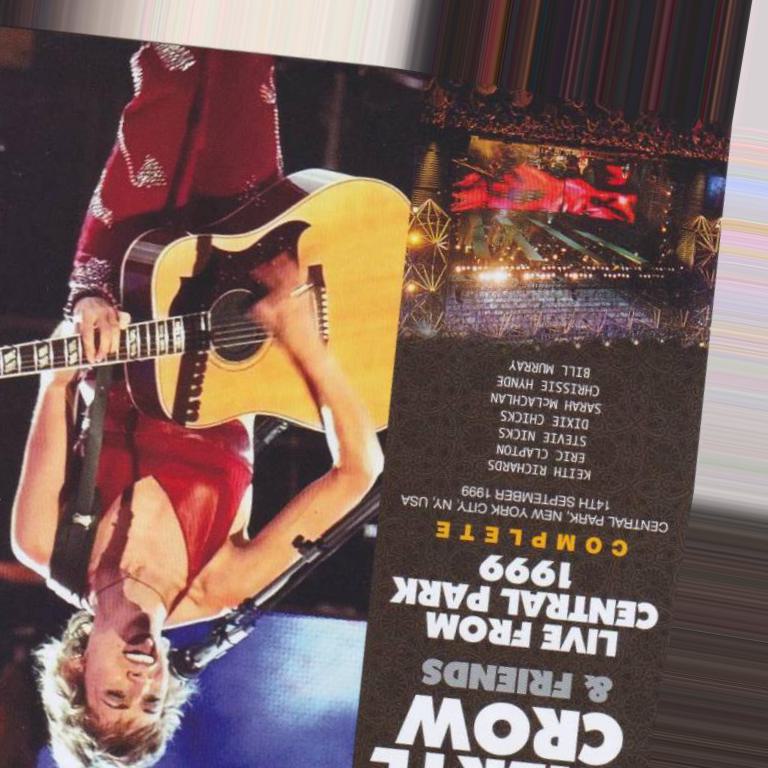 CROW
& FRIENDS
LIVE FROM
CENTRAL PARK
1999
COMPLETE
CENTRAL PARK, NEW YORK CITY, NY, USA
14TH SEPTEMBER 1999
KEITH RICHARDS
ERIC CLAPTON
STEVIE NICKS
DIXIE CHICKS
SARAH McLACHLAN
CHRISSIE HYNDE
BILL MURRAY